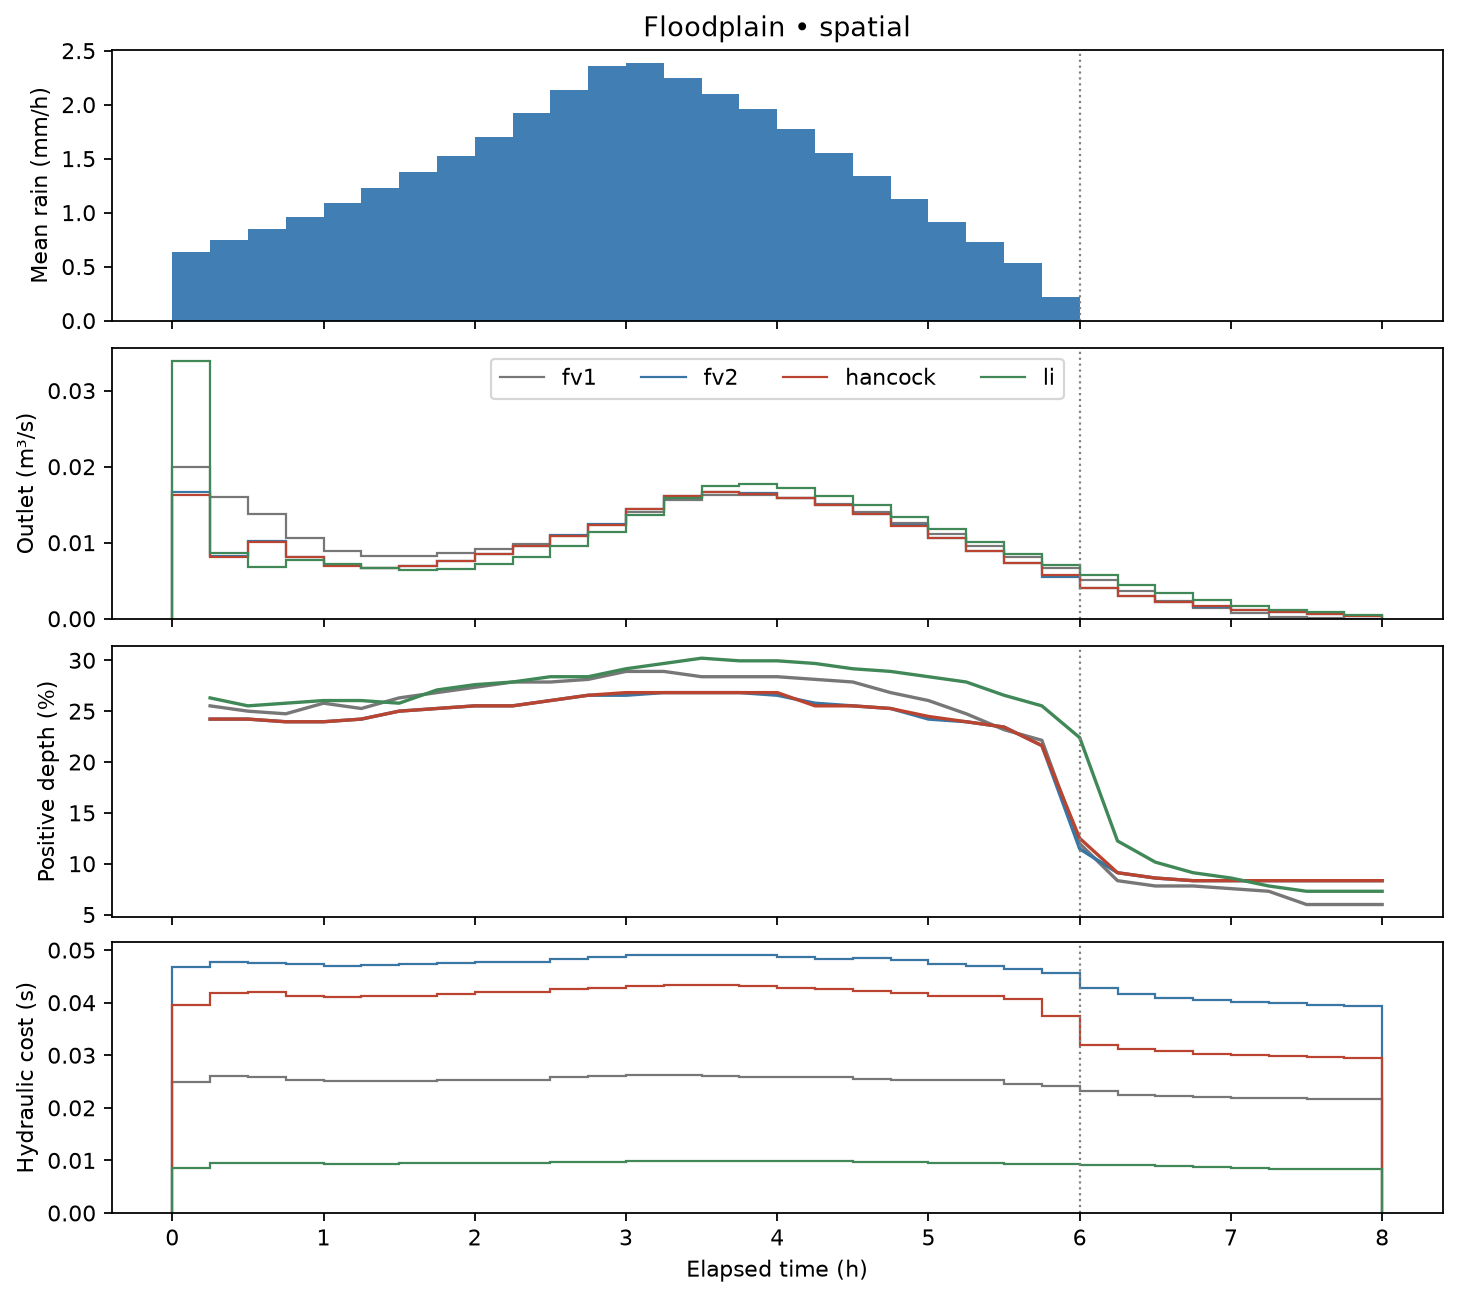 Floodplain • spatial
Mean rain (mm/h)
2.5
2.0
1.5
1.0
0.5
0.0
Outlet (m³/s)
0.03
0.02
0.01
0.00
fv1
fv2
hancock
li
Positive depth (%)
30
25
20
15
10
5
Hydraulic cost (s)
0.05
0.04
0.03
0.02
0.01
0.00
0 1 2 3 4 5 6 7 8
Elapsed time (h)